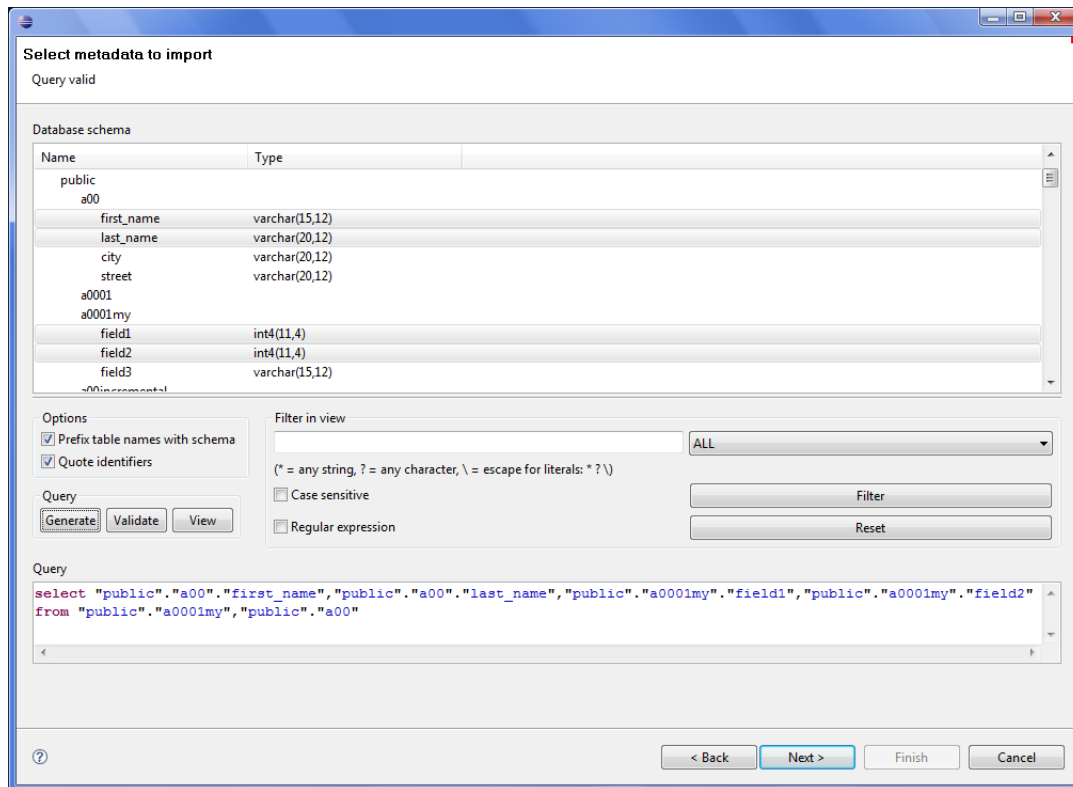 Select metadata to import
Query valid
Database schema
Name Type
public
a00
first_name varchar(15,12)
last_name varchar(20,12)
city varchar(20,12)
street varchar(20,12)
a0001
a0001my
field1 int4(11,4)
field2 int4(11,4)
field3 varchar(15,12)
a00incremental
Options
Prefix table names with schema
Quote identifiers
Filter in view
ALL
(* = any string, ? = any character, \ = escape for literals: * ? \)
Case sensitive
Filter
Regular expression
Reset
Query
Generate Validate View
Query
select "public"."a00"."first_name","public"."a00"."last_name","public"."a0001my"."field1","public"."a0001my"."field2"
from "public"."a0001my","public"."a00"
? < Back Next > Finish Cancel